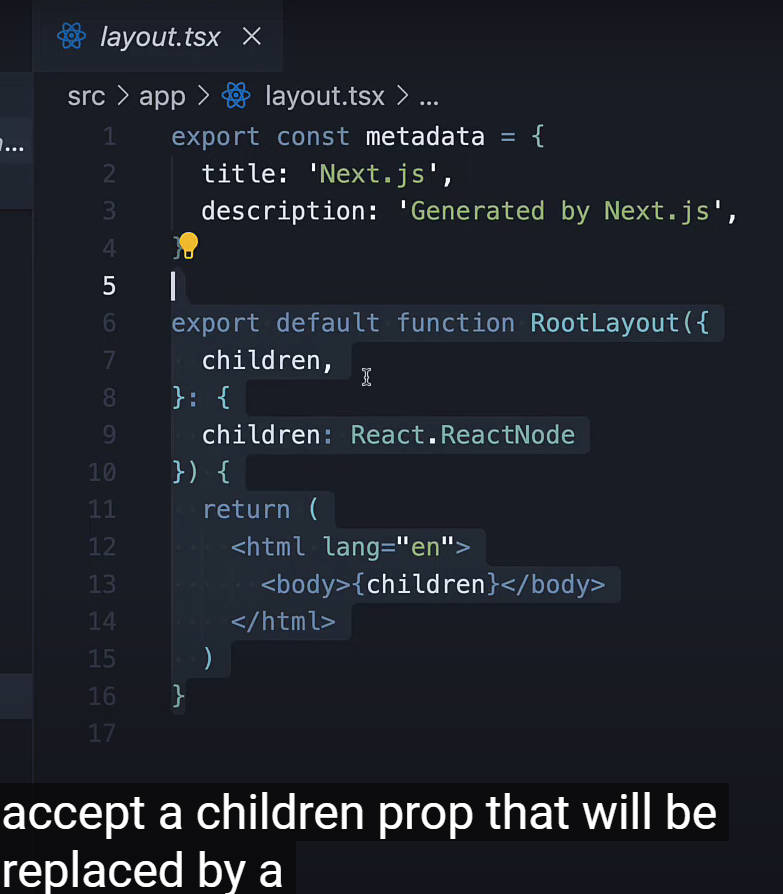 layout.tsx
src > app > layout.tsx > ...
...
1 export const metadata = {
2 title: 'Next.js',
3 description: 'Generated by Next.js',
4 }
5
6 export default function RootLayout({
7 children,
8 }: {
9 children: React.ReactNode
10 }) {
11 return (
12 <html lang="en">
13 <body>{children}</body>
14 </html>
15 )
16 }
17
accept a children prop that will be
replaced by a